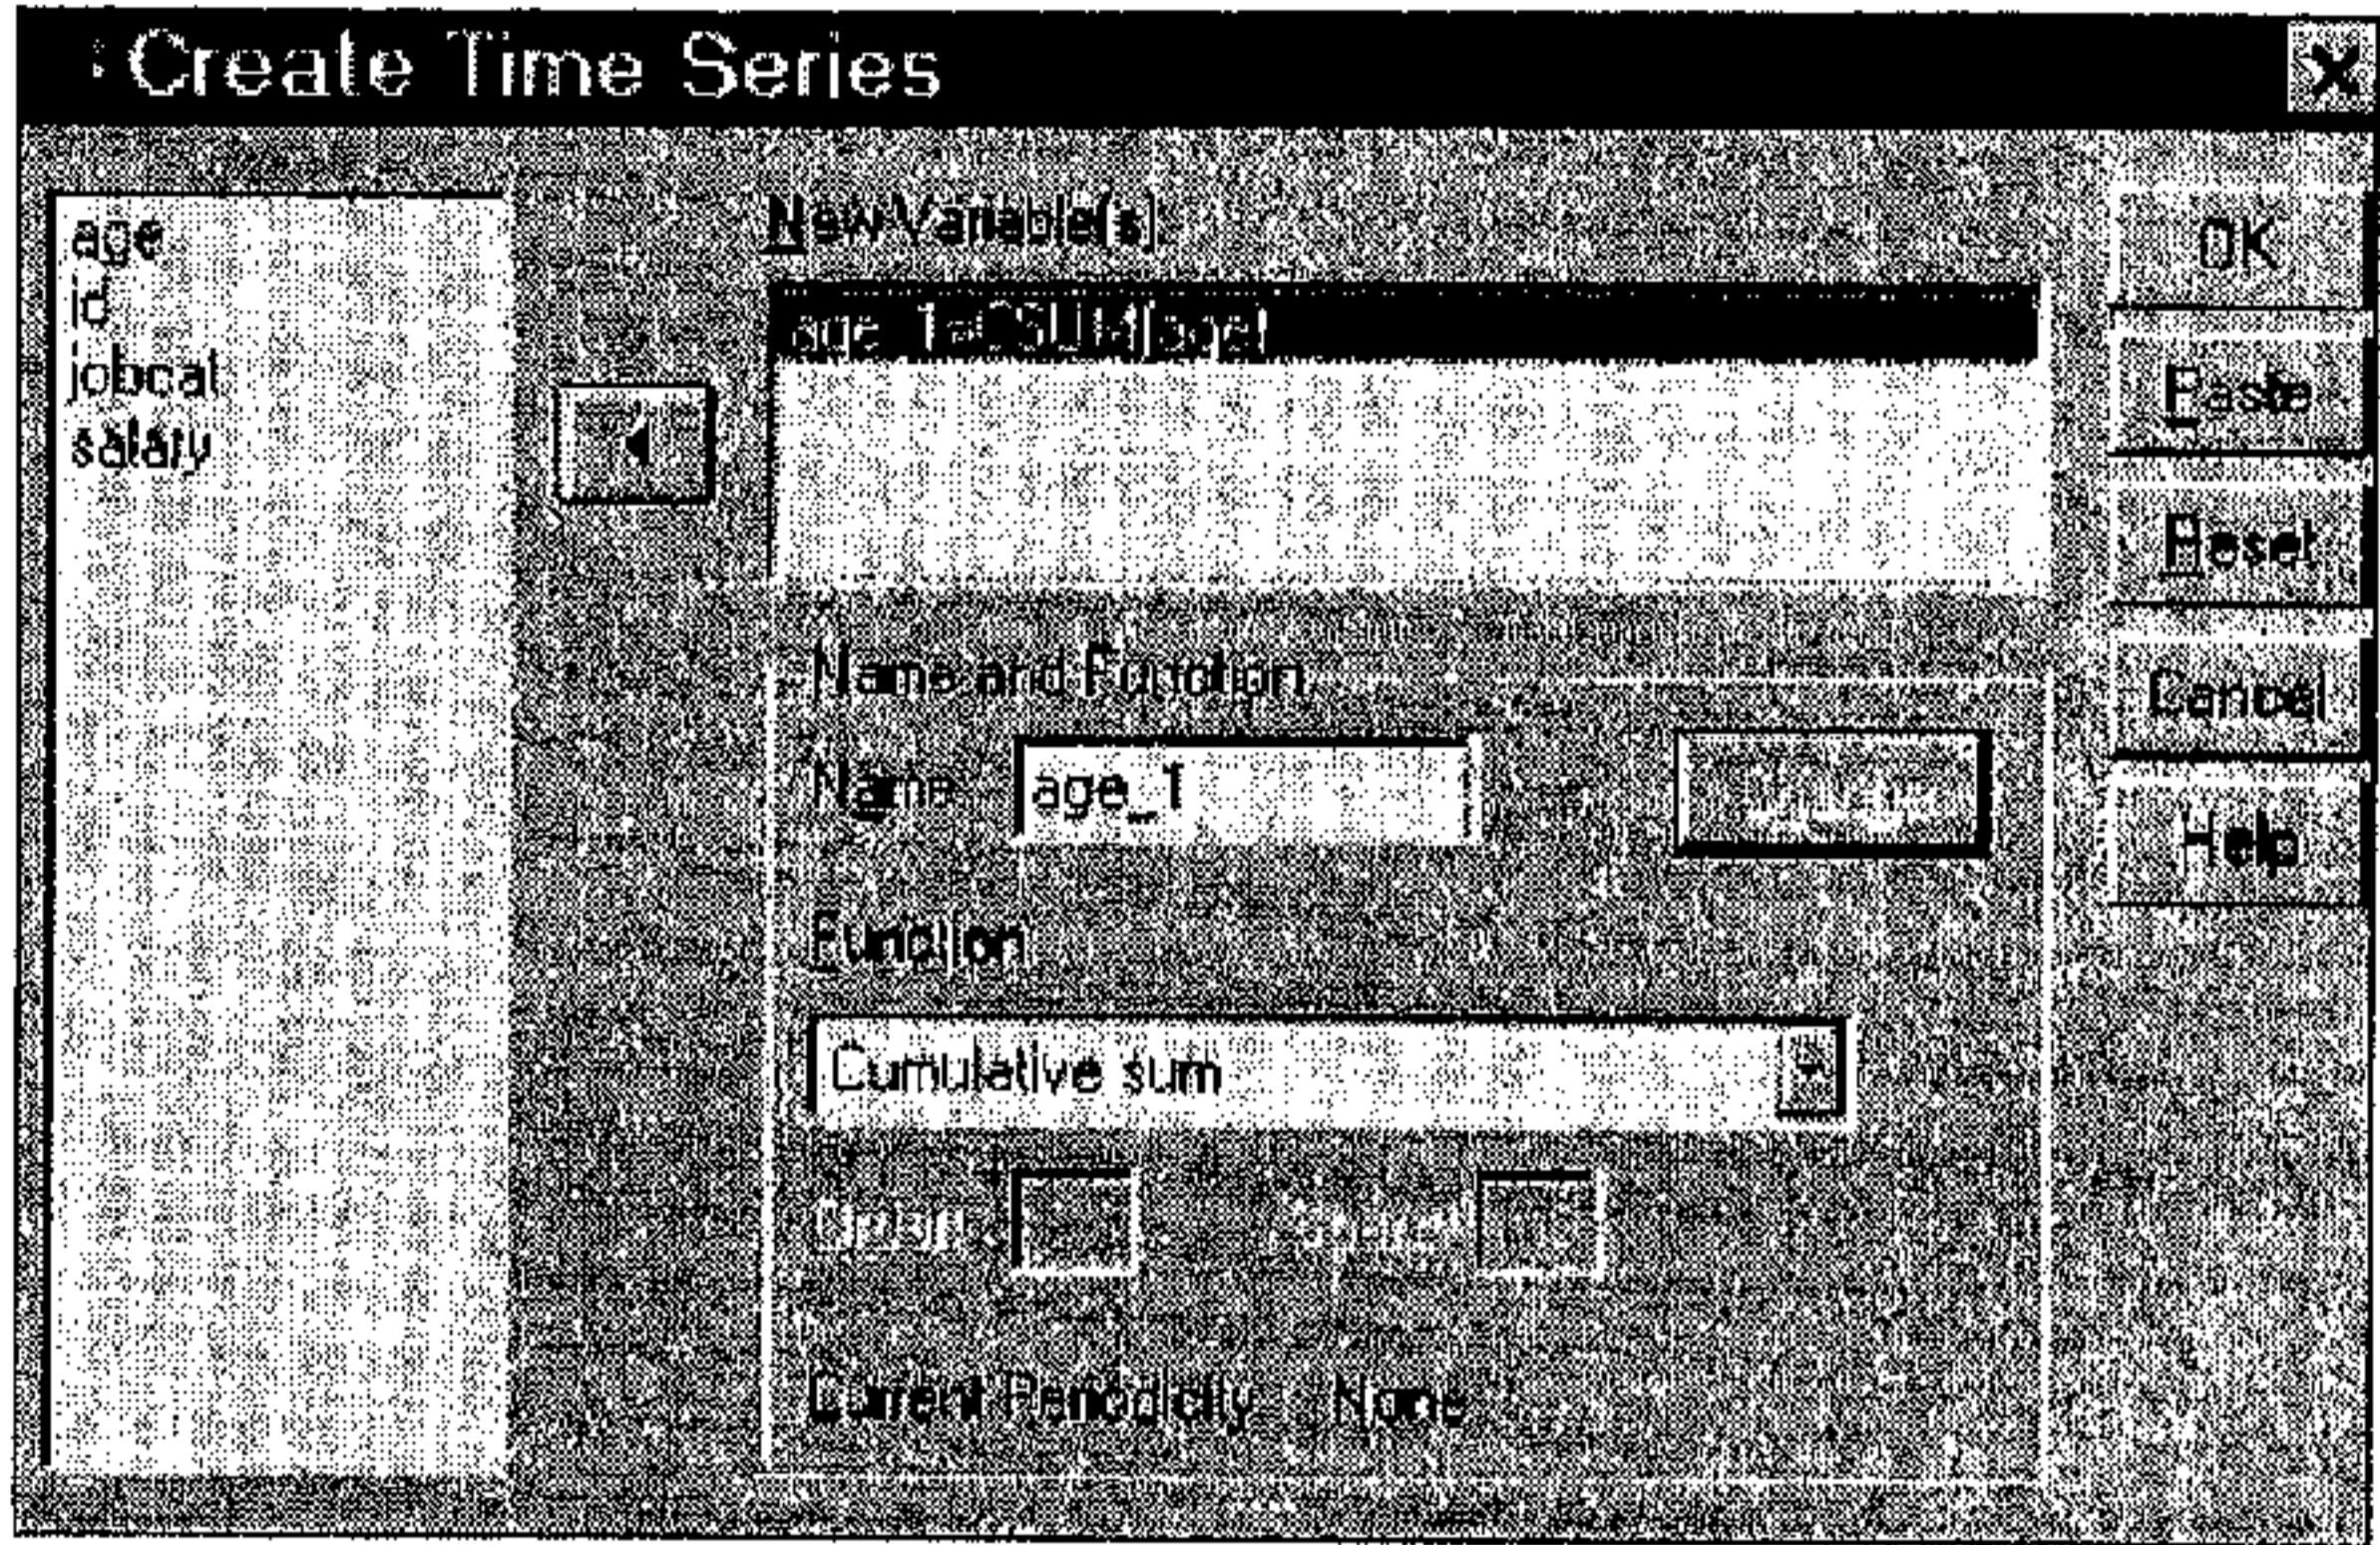 Create Time Series
age
id
jobcat
salary
New Variable(s)
age_1=CSUM(age)
Name and Function
Name age_1
Function
Cumulative sum
Order
Current Periodicity None
OK
Paste
Reset
Cancel
Help